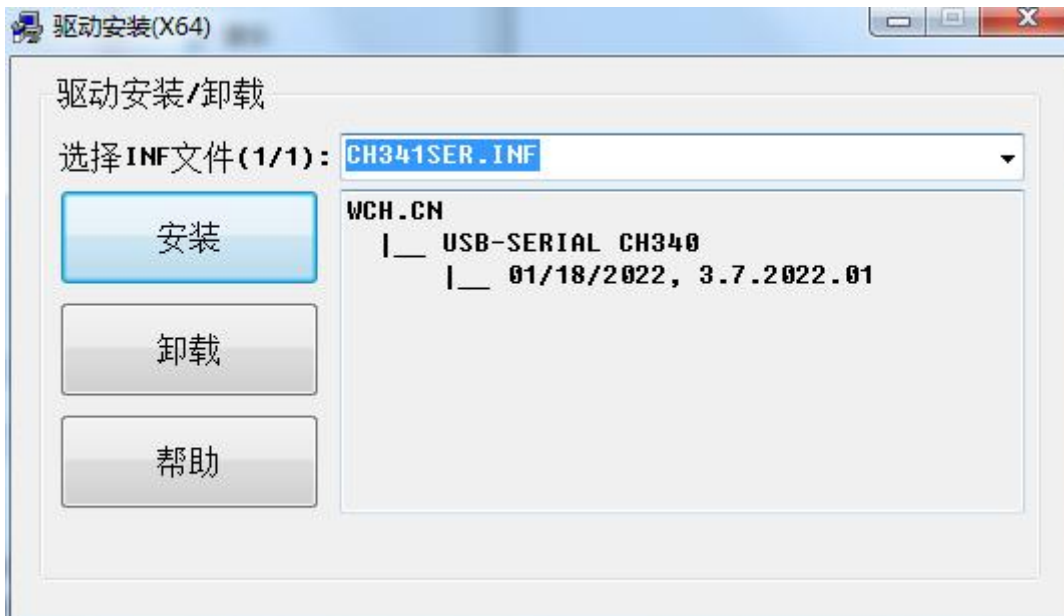 驱动安装(X64)
驱动安装/卸载
选择INF文件(1/1): CH341SER.INF
安装
卸载
帮助
WCH.CN
|__ USB-SERIAL CH340
|__ 01/18/2022, 3.7.2022.01